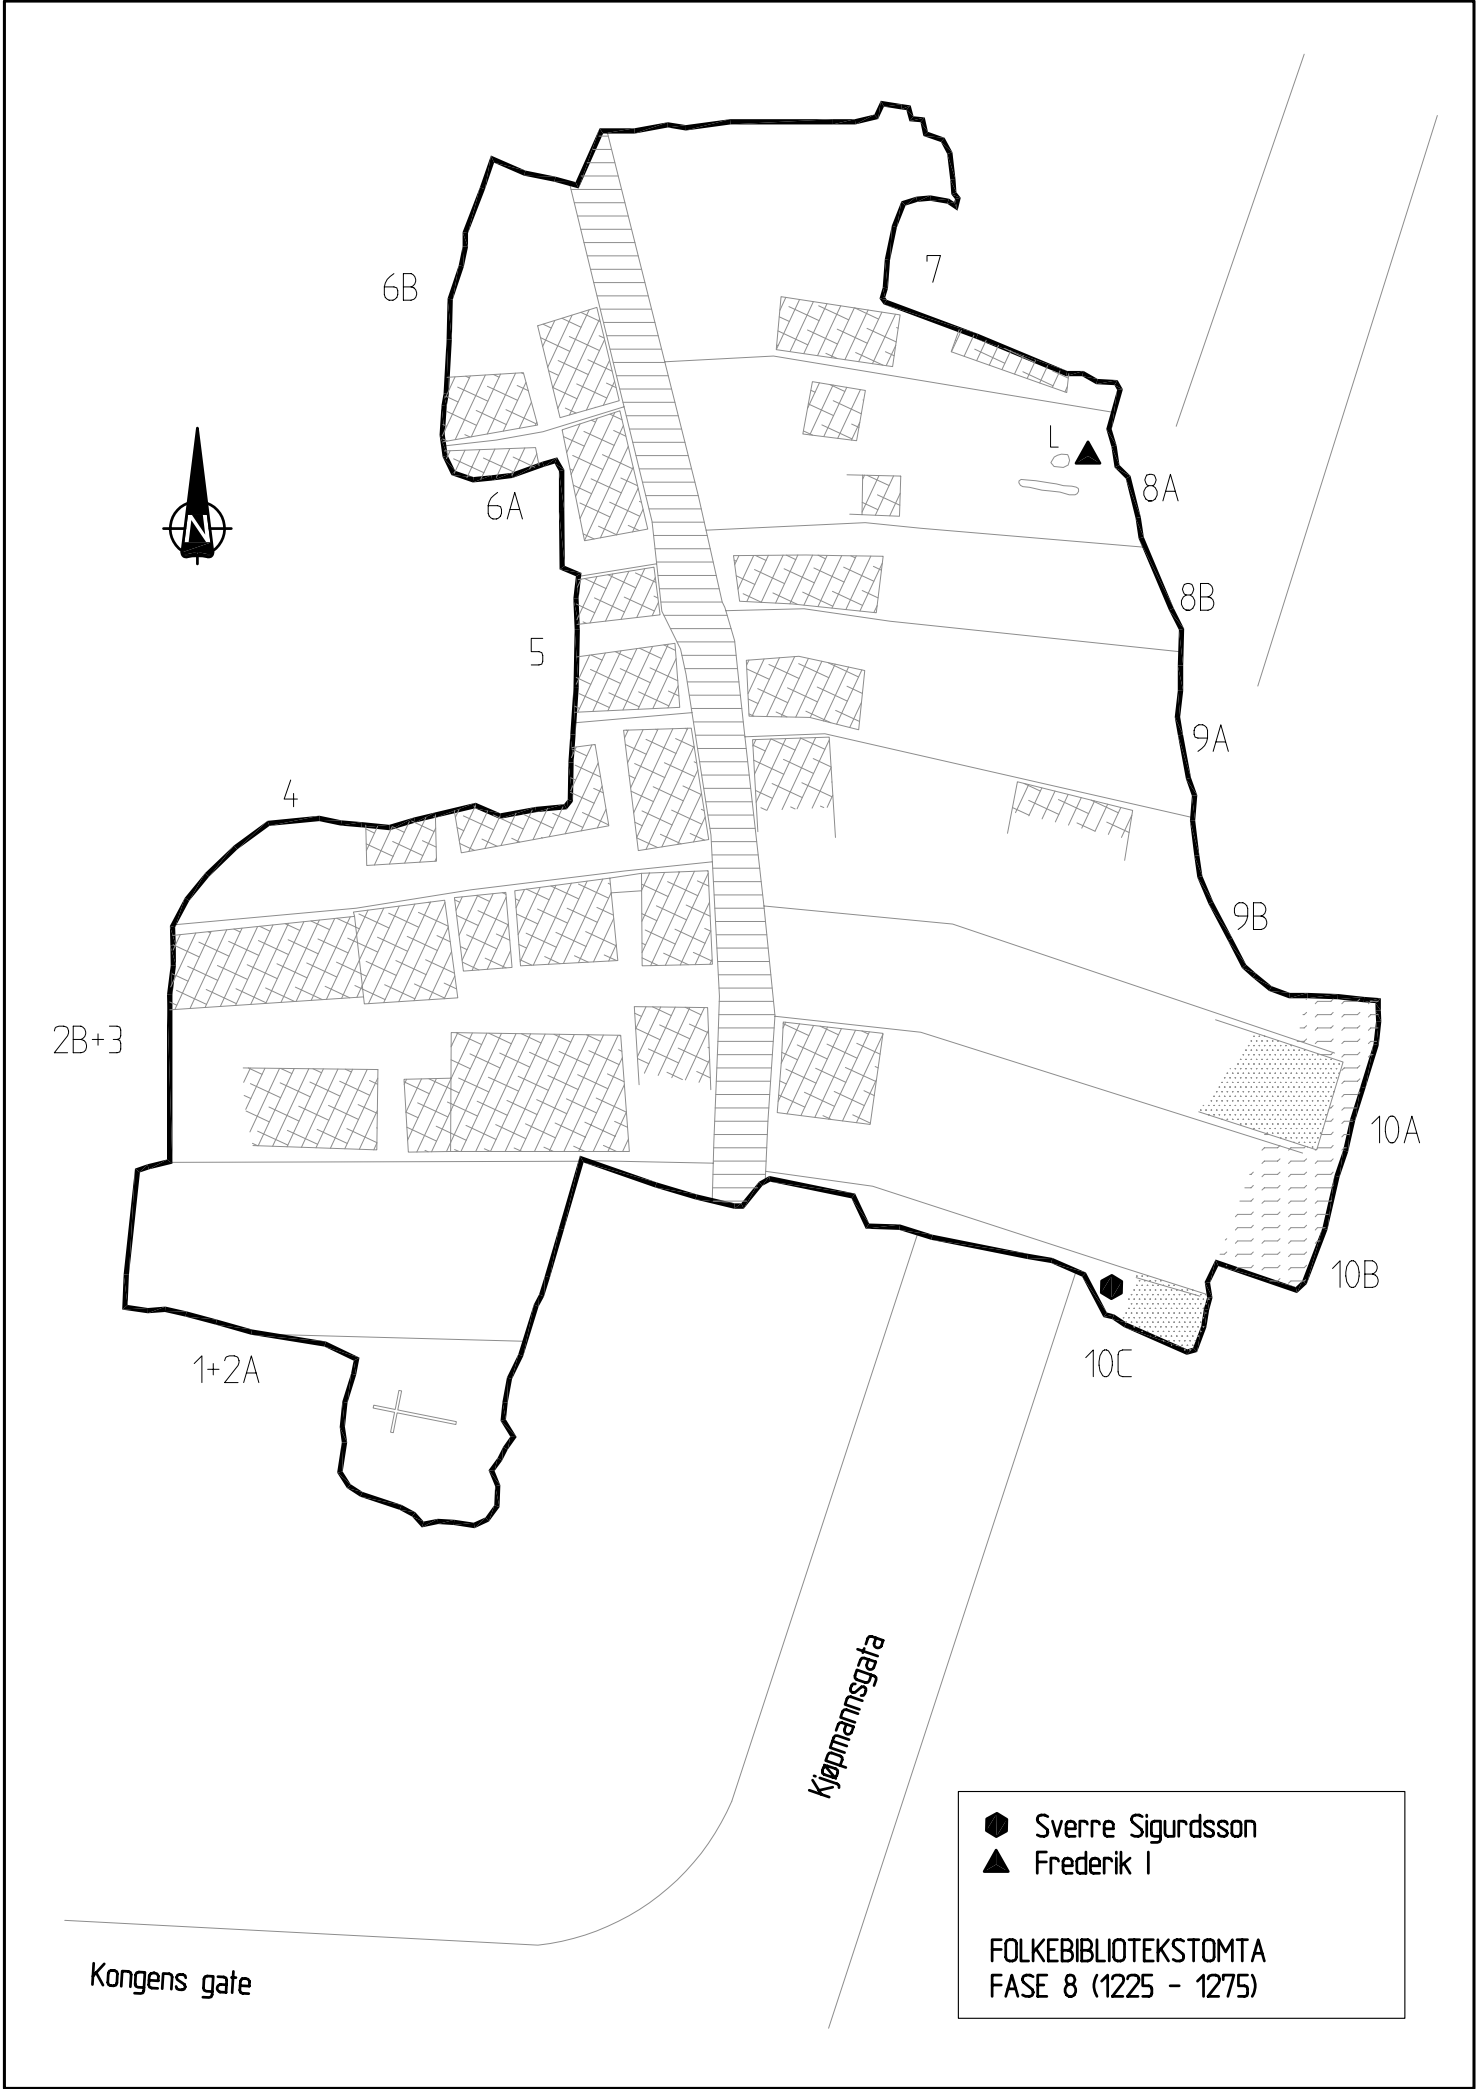 7
6B
L
8A
6A
N
8B
5
9A
4
9B
2B+3
10A
10B
10C
1+2A
Kjøpmannsgata
Sverre Sigurdsson
Frederik I
FOLKEBIBLIOTEKSTOMTA
FASE 8 (1225 - 1275)
Kongens gate